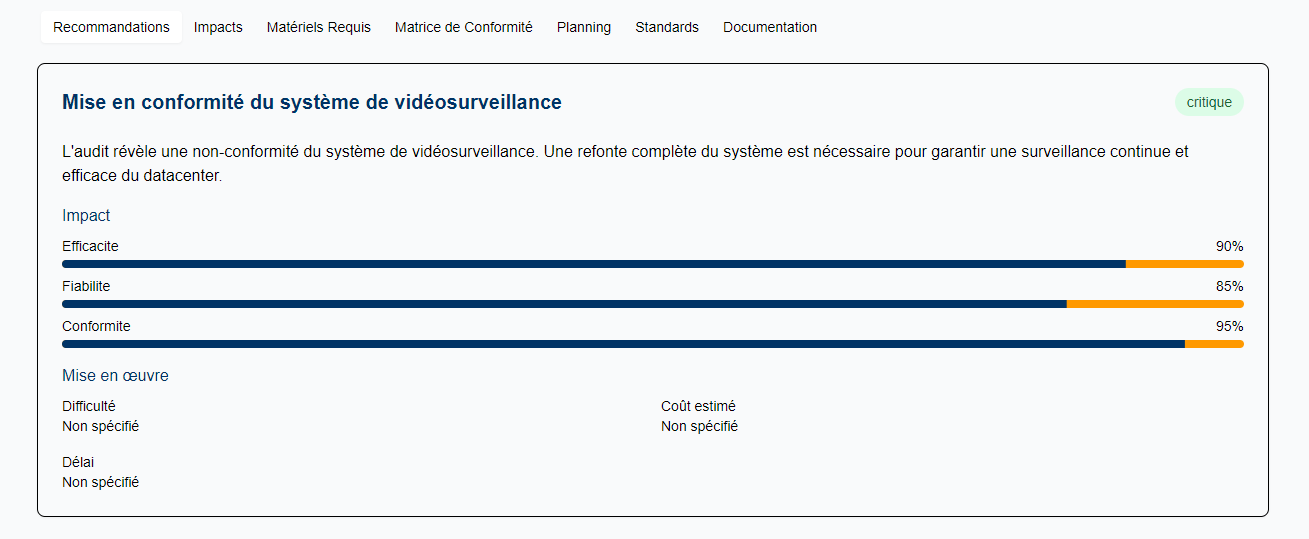 Recommandations Impacts Matériels Requis Matrice de Conformité Planning Standards Documentation
Mise en conformité du système de vidéosurveillance critique
L'audit révèle une non-conformité du système de vidéosurveillance. Une refonte complète du système est nécessaire pour garantir une surveillance continue et
efficace du datacenter.
Impact
Efficacite 90%
Fiabilite 85%
Conformite 95%
Mise en œuvre
Difficulté Coût estimé
Non spécifié Non spécifié
Délai
Non spécifié